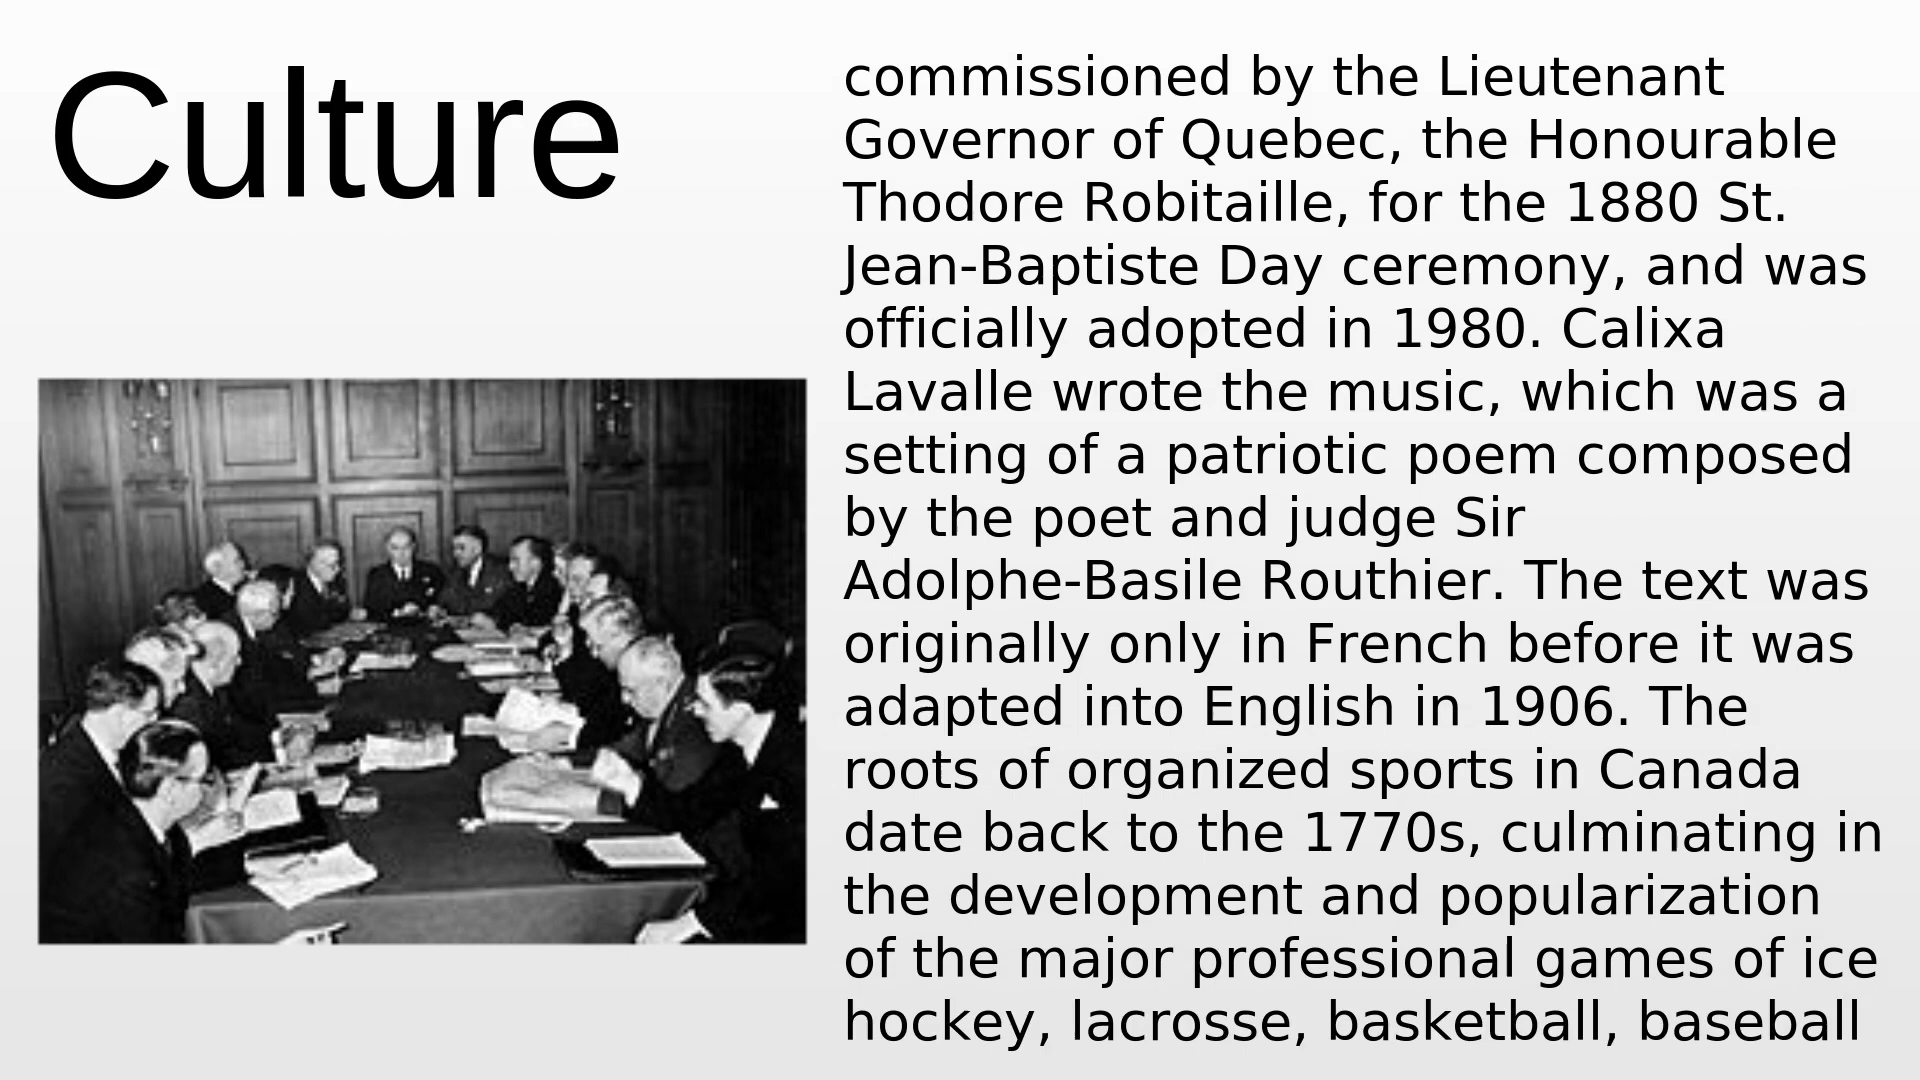 Culture
commissioned by the Lieutenant
Governor of Quebec, the Honourable
Thodore Robitaille, for the 1880 St.
Jean-Baptiste Day ceremony, and was
officially adopted in 1980. Calixa
Lavalle wrote the music, which was a
setting of a patriotic poem composed
by the poet and judge Sir
Adolphe-Basile Routhier. The text was
originally only in French before it was
adapted into English in 1906. The
roots of organized sports in Canada
date back to the 1770s, culminating in
the development and popularization
of the major professional games of ice
hockey, lacrosse, basketball, baseball